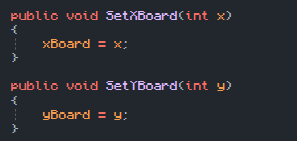 public void SetXBoard(int x)
{
    xBoard = x;
}
public void SetYBoard(int y)
{
    yBoard = y;
}